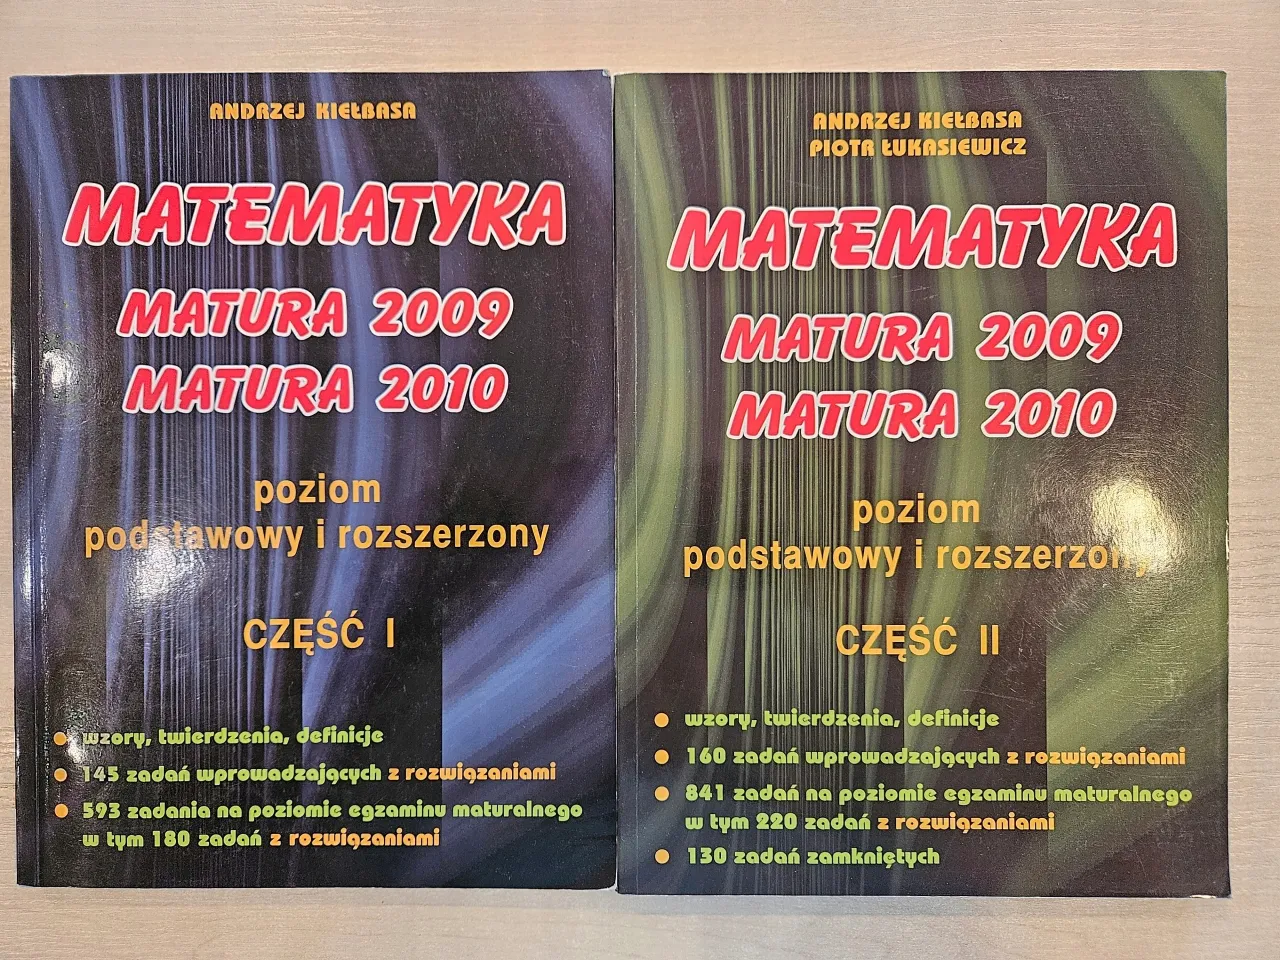 ANDRZEJ KIEŁBASA
MATEMATYKA
MATURA 2009
MATURA 2010
poziom
podstawowy i rozszerzony
CZĘŚĆ I
wzory, twierdzenia, definicje
145 zadań wprowadzających z rozwiązaniami
593 zadania na poziomie egzaminu maturalnego
w tym 180 zadań z rozwiązaniami
ANDRZEJ KIEŁBASA
PIOTR ŁUKASIEWICZ
MATEMATYKA
MATURA 2009
MATURA 2010
poziom
podstawowy i rozszerzony
CZĘŚĆ II
wzory, twierdzenia, definicje
160 zadań wprowadzających z rozwiązaniami
841 zadań na poziomie egzaminu maturalnego
w tym 220 zadań z rozwiązaniami
130 zadań zamkniętych